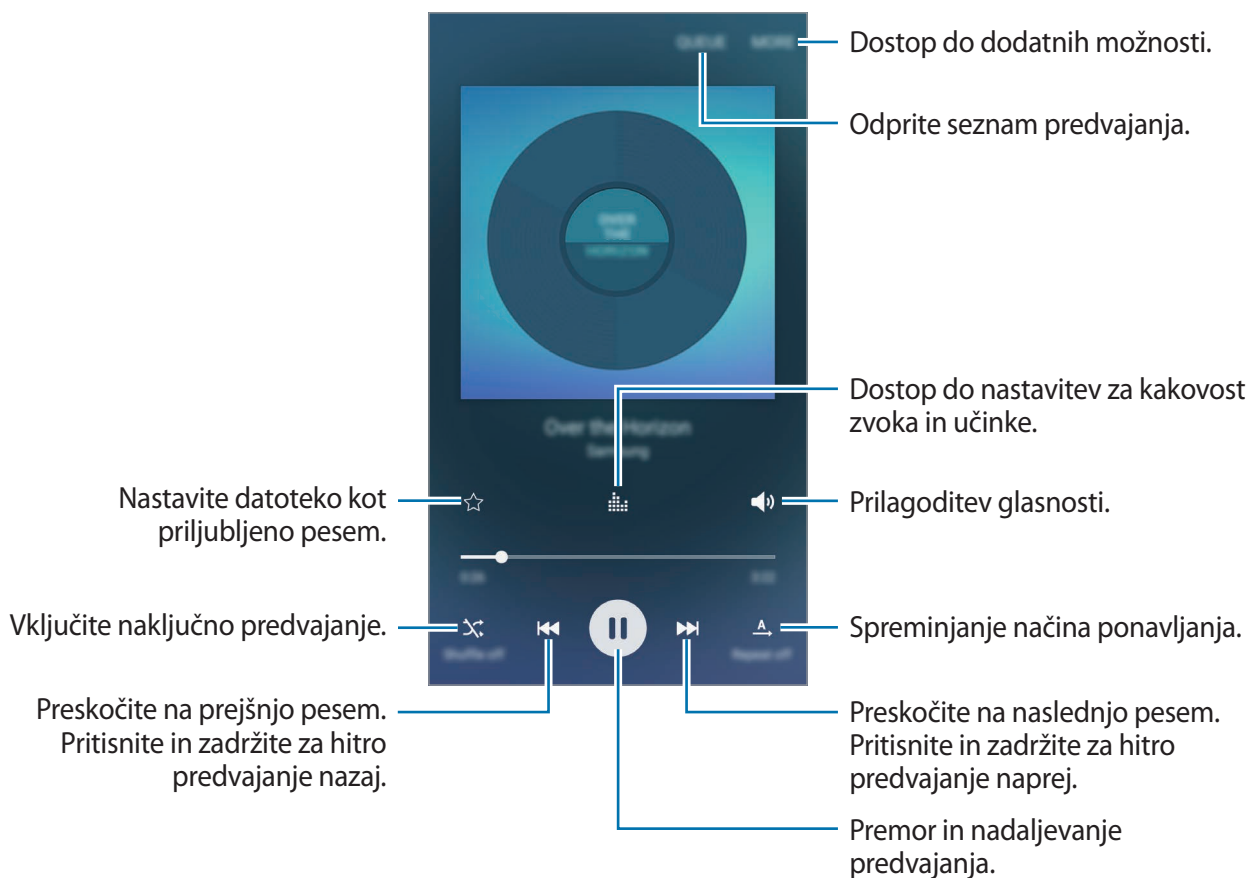 QUEUE MORE
Dostop do dodatnih možnosti.
Odprite seznam predvajanja.
OVER
THE
HORIZON
Dostop do nastavitev za kakovost
zvoka in učinke.
Over the Horizon
Samsung
Nastavite datoteko kot
priljubljeno pesem.
Prilagoditev glasnosti.
Vključite naključno predvajanje.
A
Spreminjanje načina ponavljanja.
Shuffle off
Repeat off
Preskočite na prejšnjo pesem.
Pritisnite in zadržite za hitro
predvajanje nazaj.
Preskočite na naslednjo pesem.
Pritisnite in zadržite za hitro
predvajanje naprej.
Premor in nadaljevanje
predvajanja.